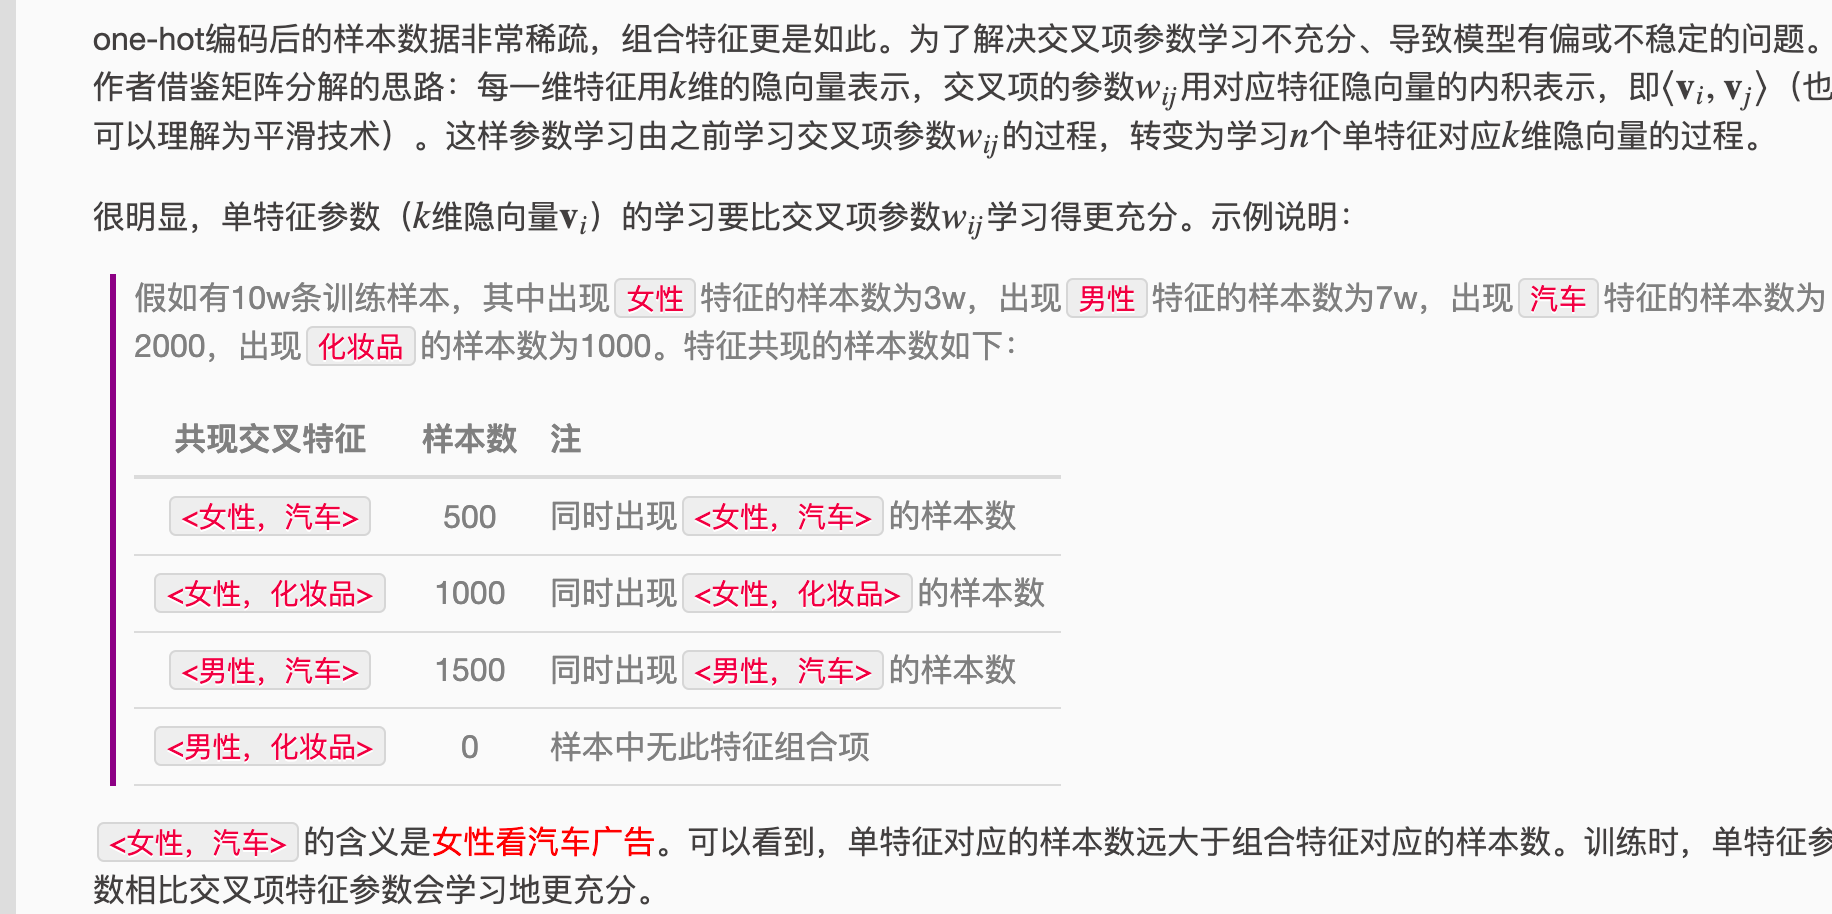 one-hot编码后的样本数据非常稀疏，组合特征更是如此。为了解决交叉项参数学习不充分、导致模型有偏或不稳定的问题。
作者借鉴矩阵分解的思路：每一维特征用k维的隐向量表示，交叉项的参数w_{ij}用对应特征隐向量的内积表示，即⟨v_i, v_j⟩（也
可以理解为平滑技术）。这样参数学习由之前学习交叉项参数w_{ij}的过程，转变为学习n个单特征对应k维隐向量的过程。
很明显，单特征参数（k维隐向量v_i）的学习要比交叉项参数w_{ij}学习得更充分。示例说明：
假如有10w条训练样本，其中出现 女性 特征的样本数为3w，出现 男性 特征的样本数为7w，出现 汽车 特征的样本数为
2000，出现 化妆品 的样本数为1000。特征共现的样本数如下：
共现交叉特征 样本数 注
<女性，汽车> 500 同时出现 <女性，汽车> 的样本数
<女性，化妆品> 1000 同时出现 <女性，化妆品> 的样本数
<男性，汽车> 1500 同时出现 <男性，汽车> 的样本数
<男性，化妆品> 0 样本中无此特征组合项
<女性，汽车> 的含义是女性看汽车广告。可以看到，单特征对应的样本数远大于组合特征对应的样本数。训练时，单特征参
数相比交叉项特征参数会学习地更充分。